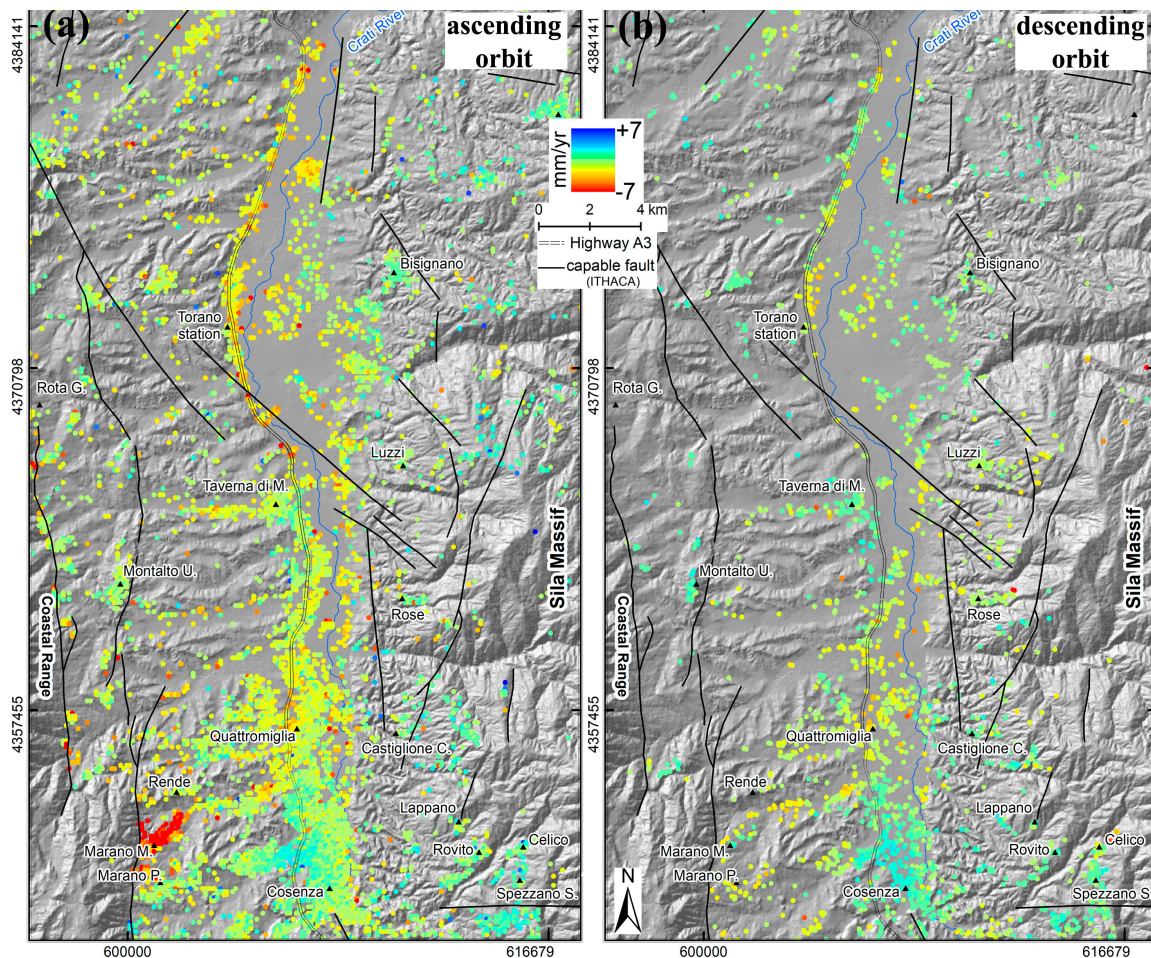 (a)
ascending
orbit
Crati River
4384141
4370798
4357455
+7
mm/yr
-7
0 2 4 km
Highway A3
capable fault
(ITHACA)
Bisignano
Torano
station
Rota G.
Luzzi
Taverna di M.
Sila Massif
Montalto U.
Coastal Range
Rose
Quattromiglia
Castiglione C.
Rende
Lappano
Marano M.
Rovito
Celico
Marano P.
Cosenza
Spezzano S.
600000
616679
(b)
descending
orbit
Crati River
4384141
Bisignano
Torano
station
4370798
Rota G.
Luzzi
Taverna di M.
Sila Massif
Montalto U.
Coastal Range
Rose
4357455
Quattromiglia
Castiglione C.
Rende
Lappano
Marano M.
Rovito
Celico
Marano P.
Cosenza
Spezzano S.
N
600000
616679